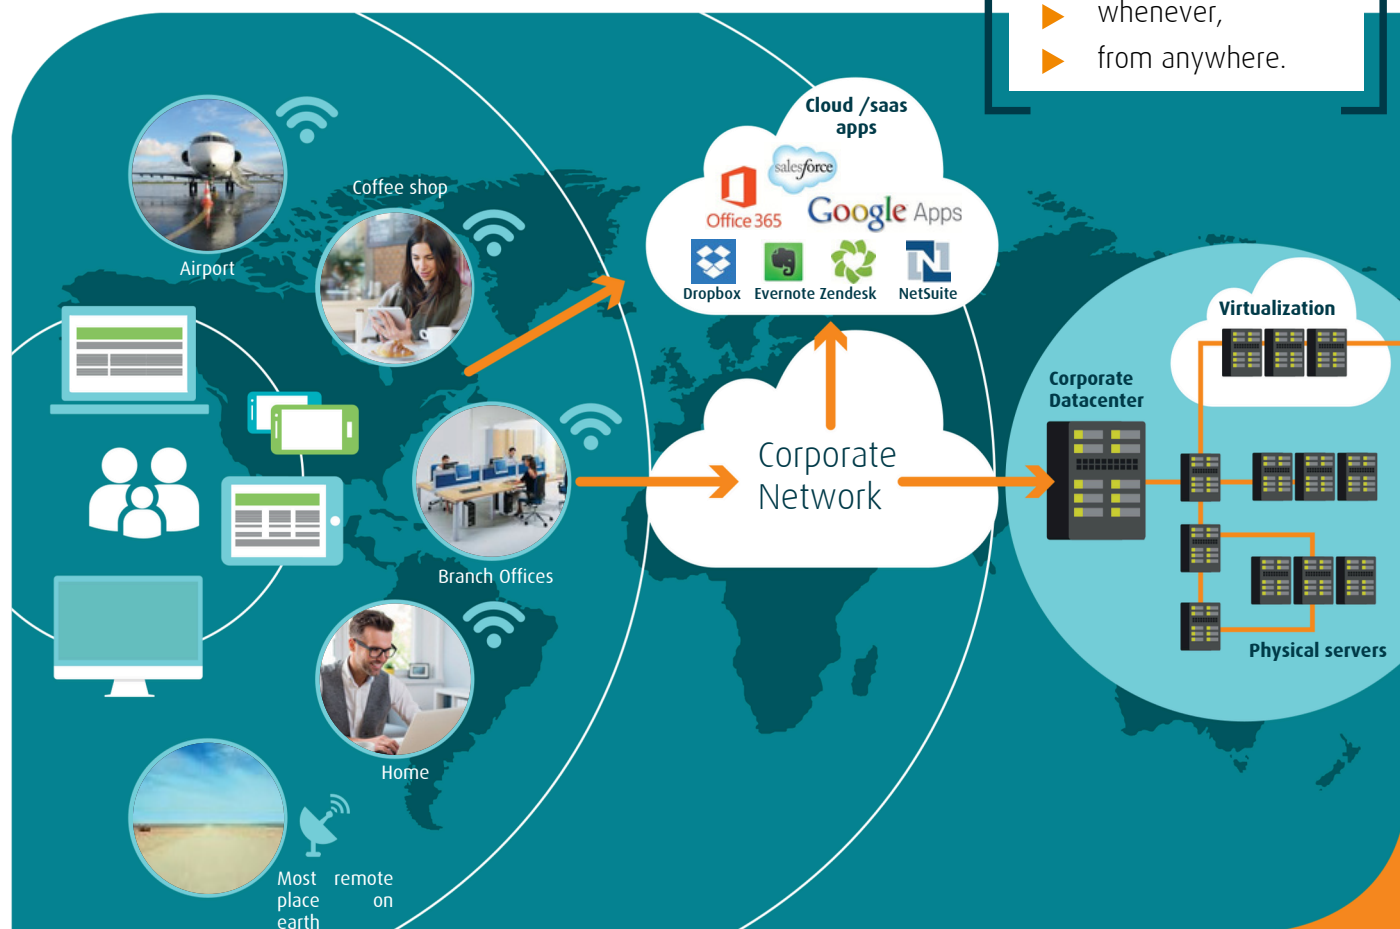 whenever,
from anywhere.
Cloud /saas
apps
salesforce
Office 365
Google Apps
Dropbox
Evernote
Zendesk
NetSuite
Airport
Coffee shop
Branch Offices
Home
Most remote
place on
earth
Corporate
Network
Corporate
Datacenter
Virtualization
Physical servers